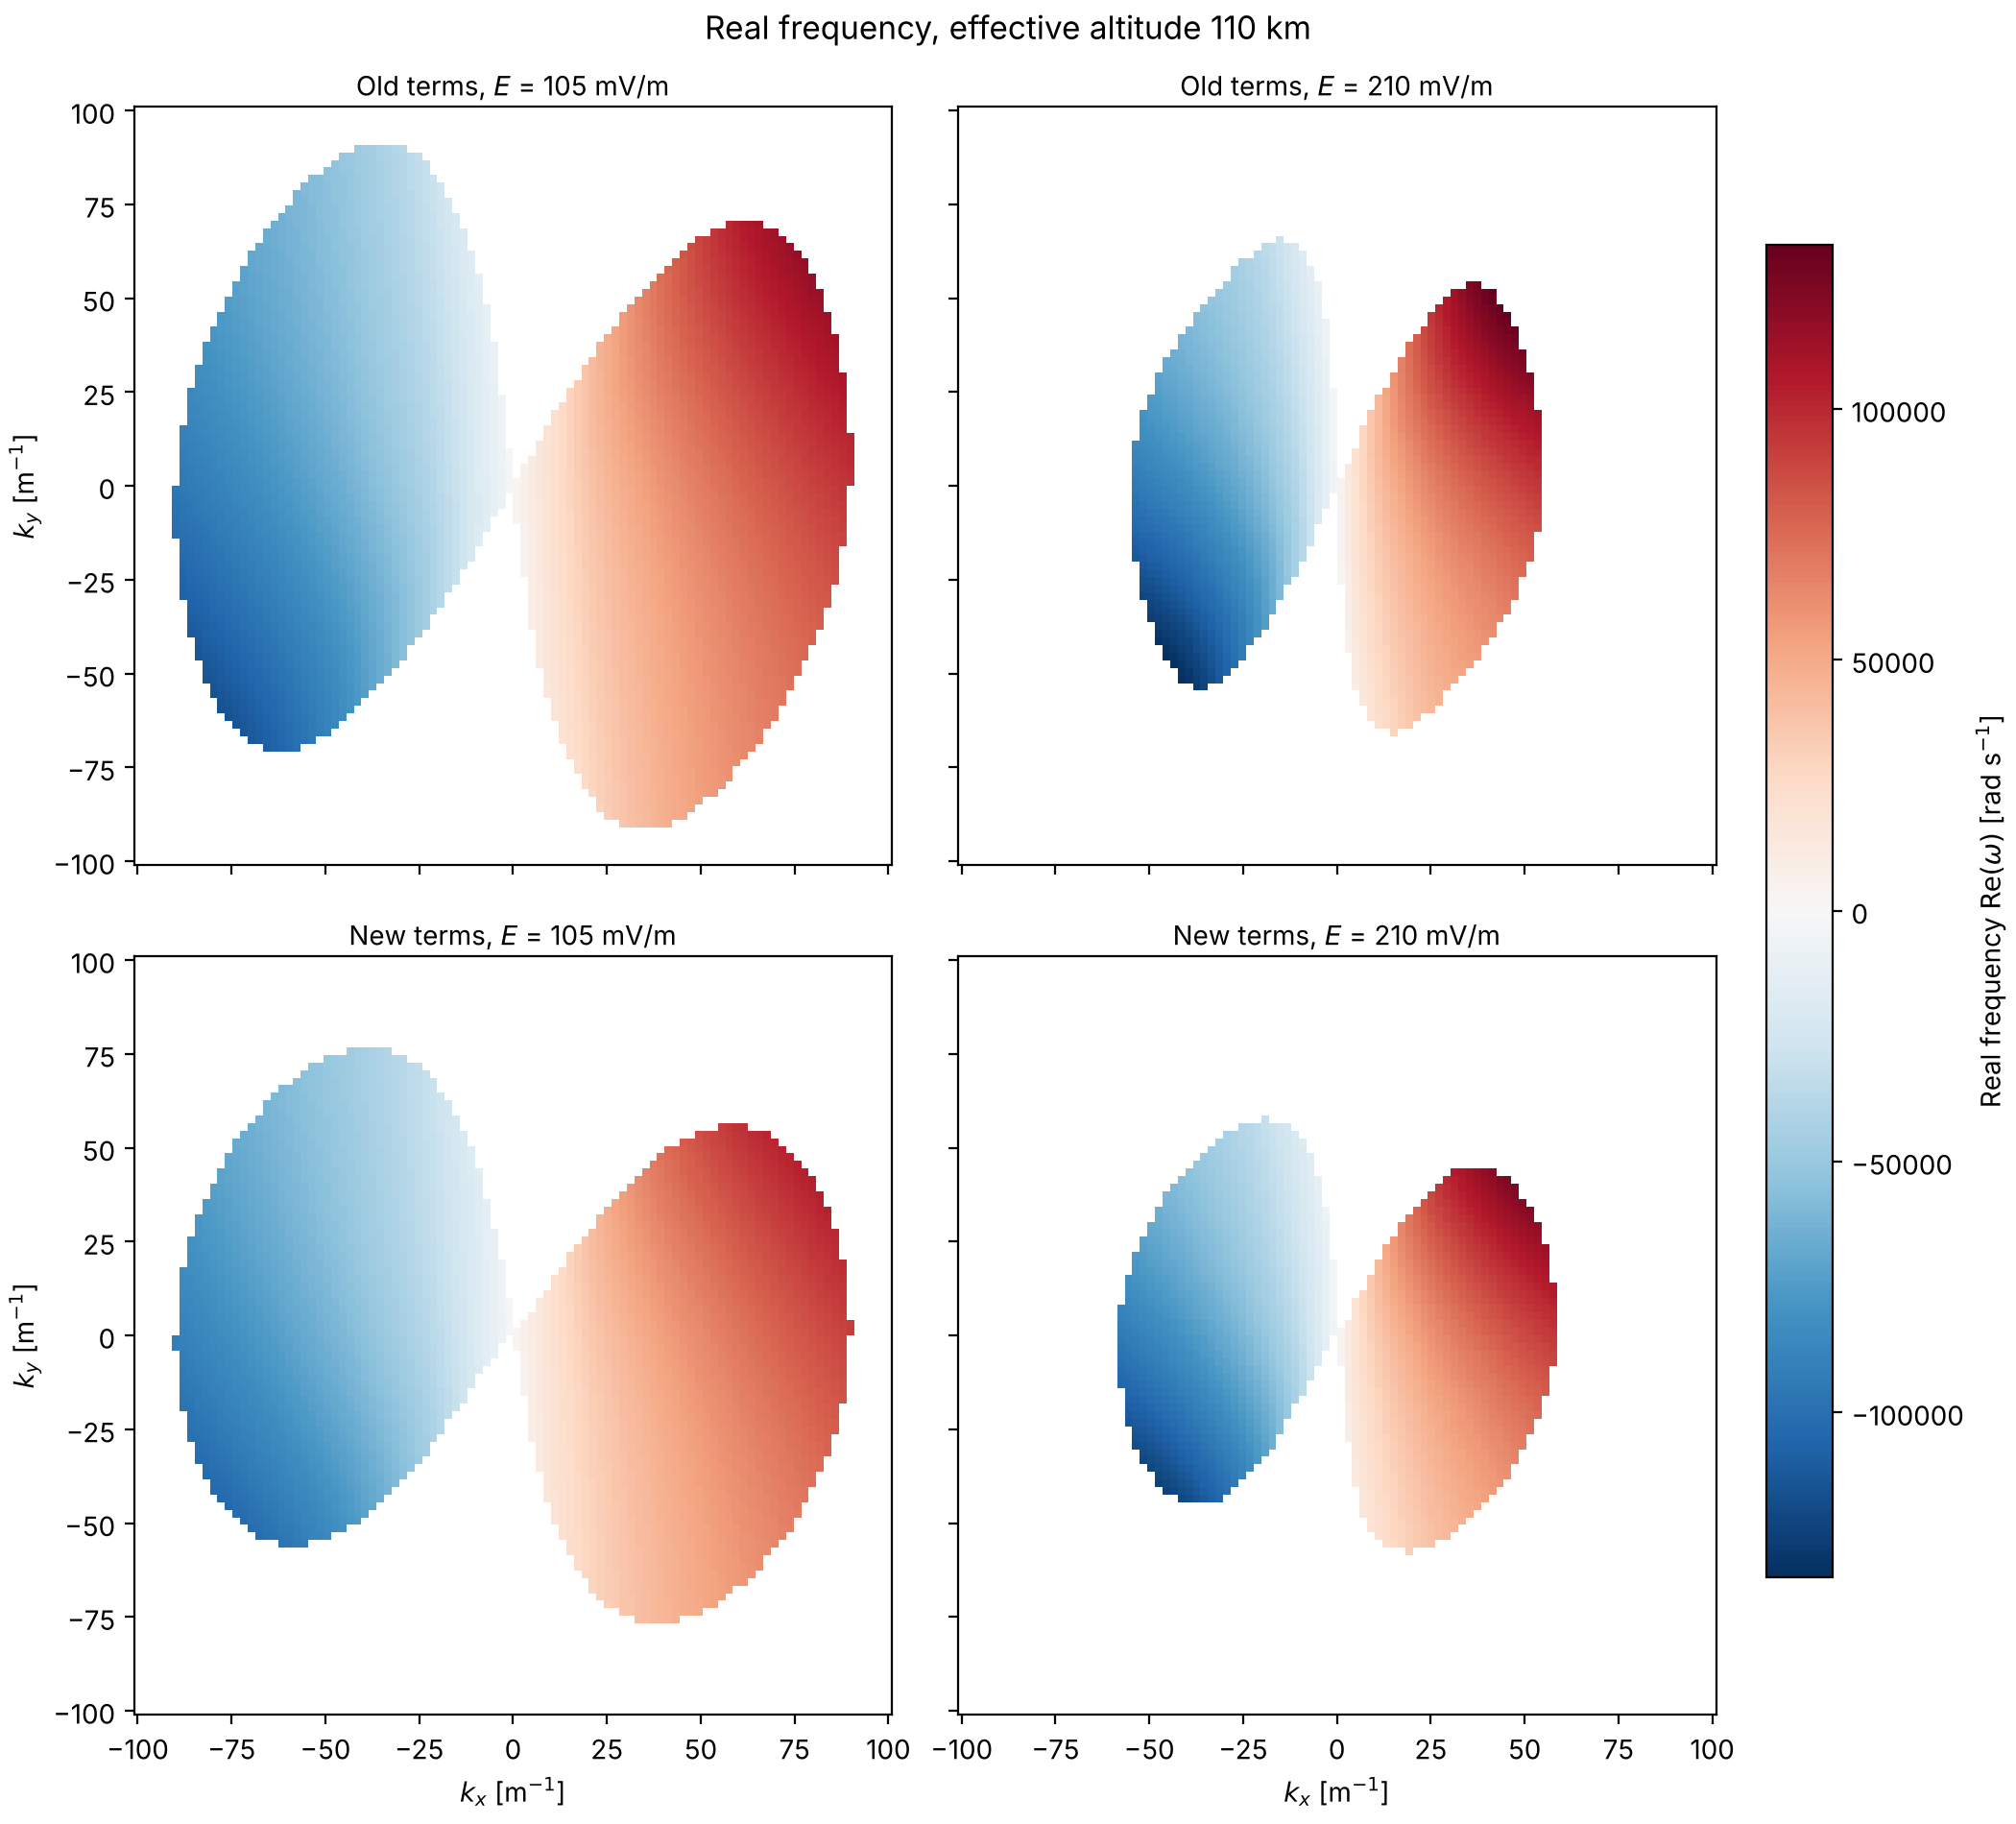 Real frequency, effective altitude 110 km
Old terms, E = 105 mV/m
Old terms, E = 210 mV/m
100
75
50
25
0
−25
−50
−75
−100
k_y [m⁻¹]
100000
50000
0
−50000
−100000
Real frequency Re(ω) [rad s⁻¹]
New terms, E = 105 mV/m
New terms, E = 210 mV/m
100
75
50
25
0
−25
−50
−75
−100
k_y [m⁻¹]
−100 −75 −50 −25 0 25 50 75 100
−100 −75 −50 −25 0 25 50 75 100
k_x [m⁻¹]
k_x [m⁻¹]